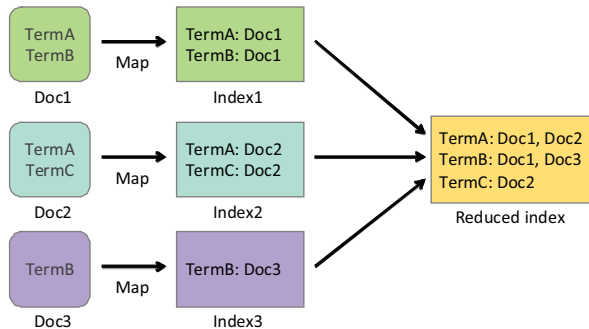 TermA
TermB
Doc1
Map
TermA: Doc1
TermB: Doc1
Index1
TermA
TermC
Doc2
Map
TermA: Doc2
TermC: Doc2
Index2
TermB
Doc3
Map
TermB: Doc3
Index3
TermA: Doc1, Doc2
TermB: Doc1, Doc3
TermC: Doc2
Reduced index